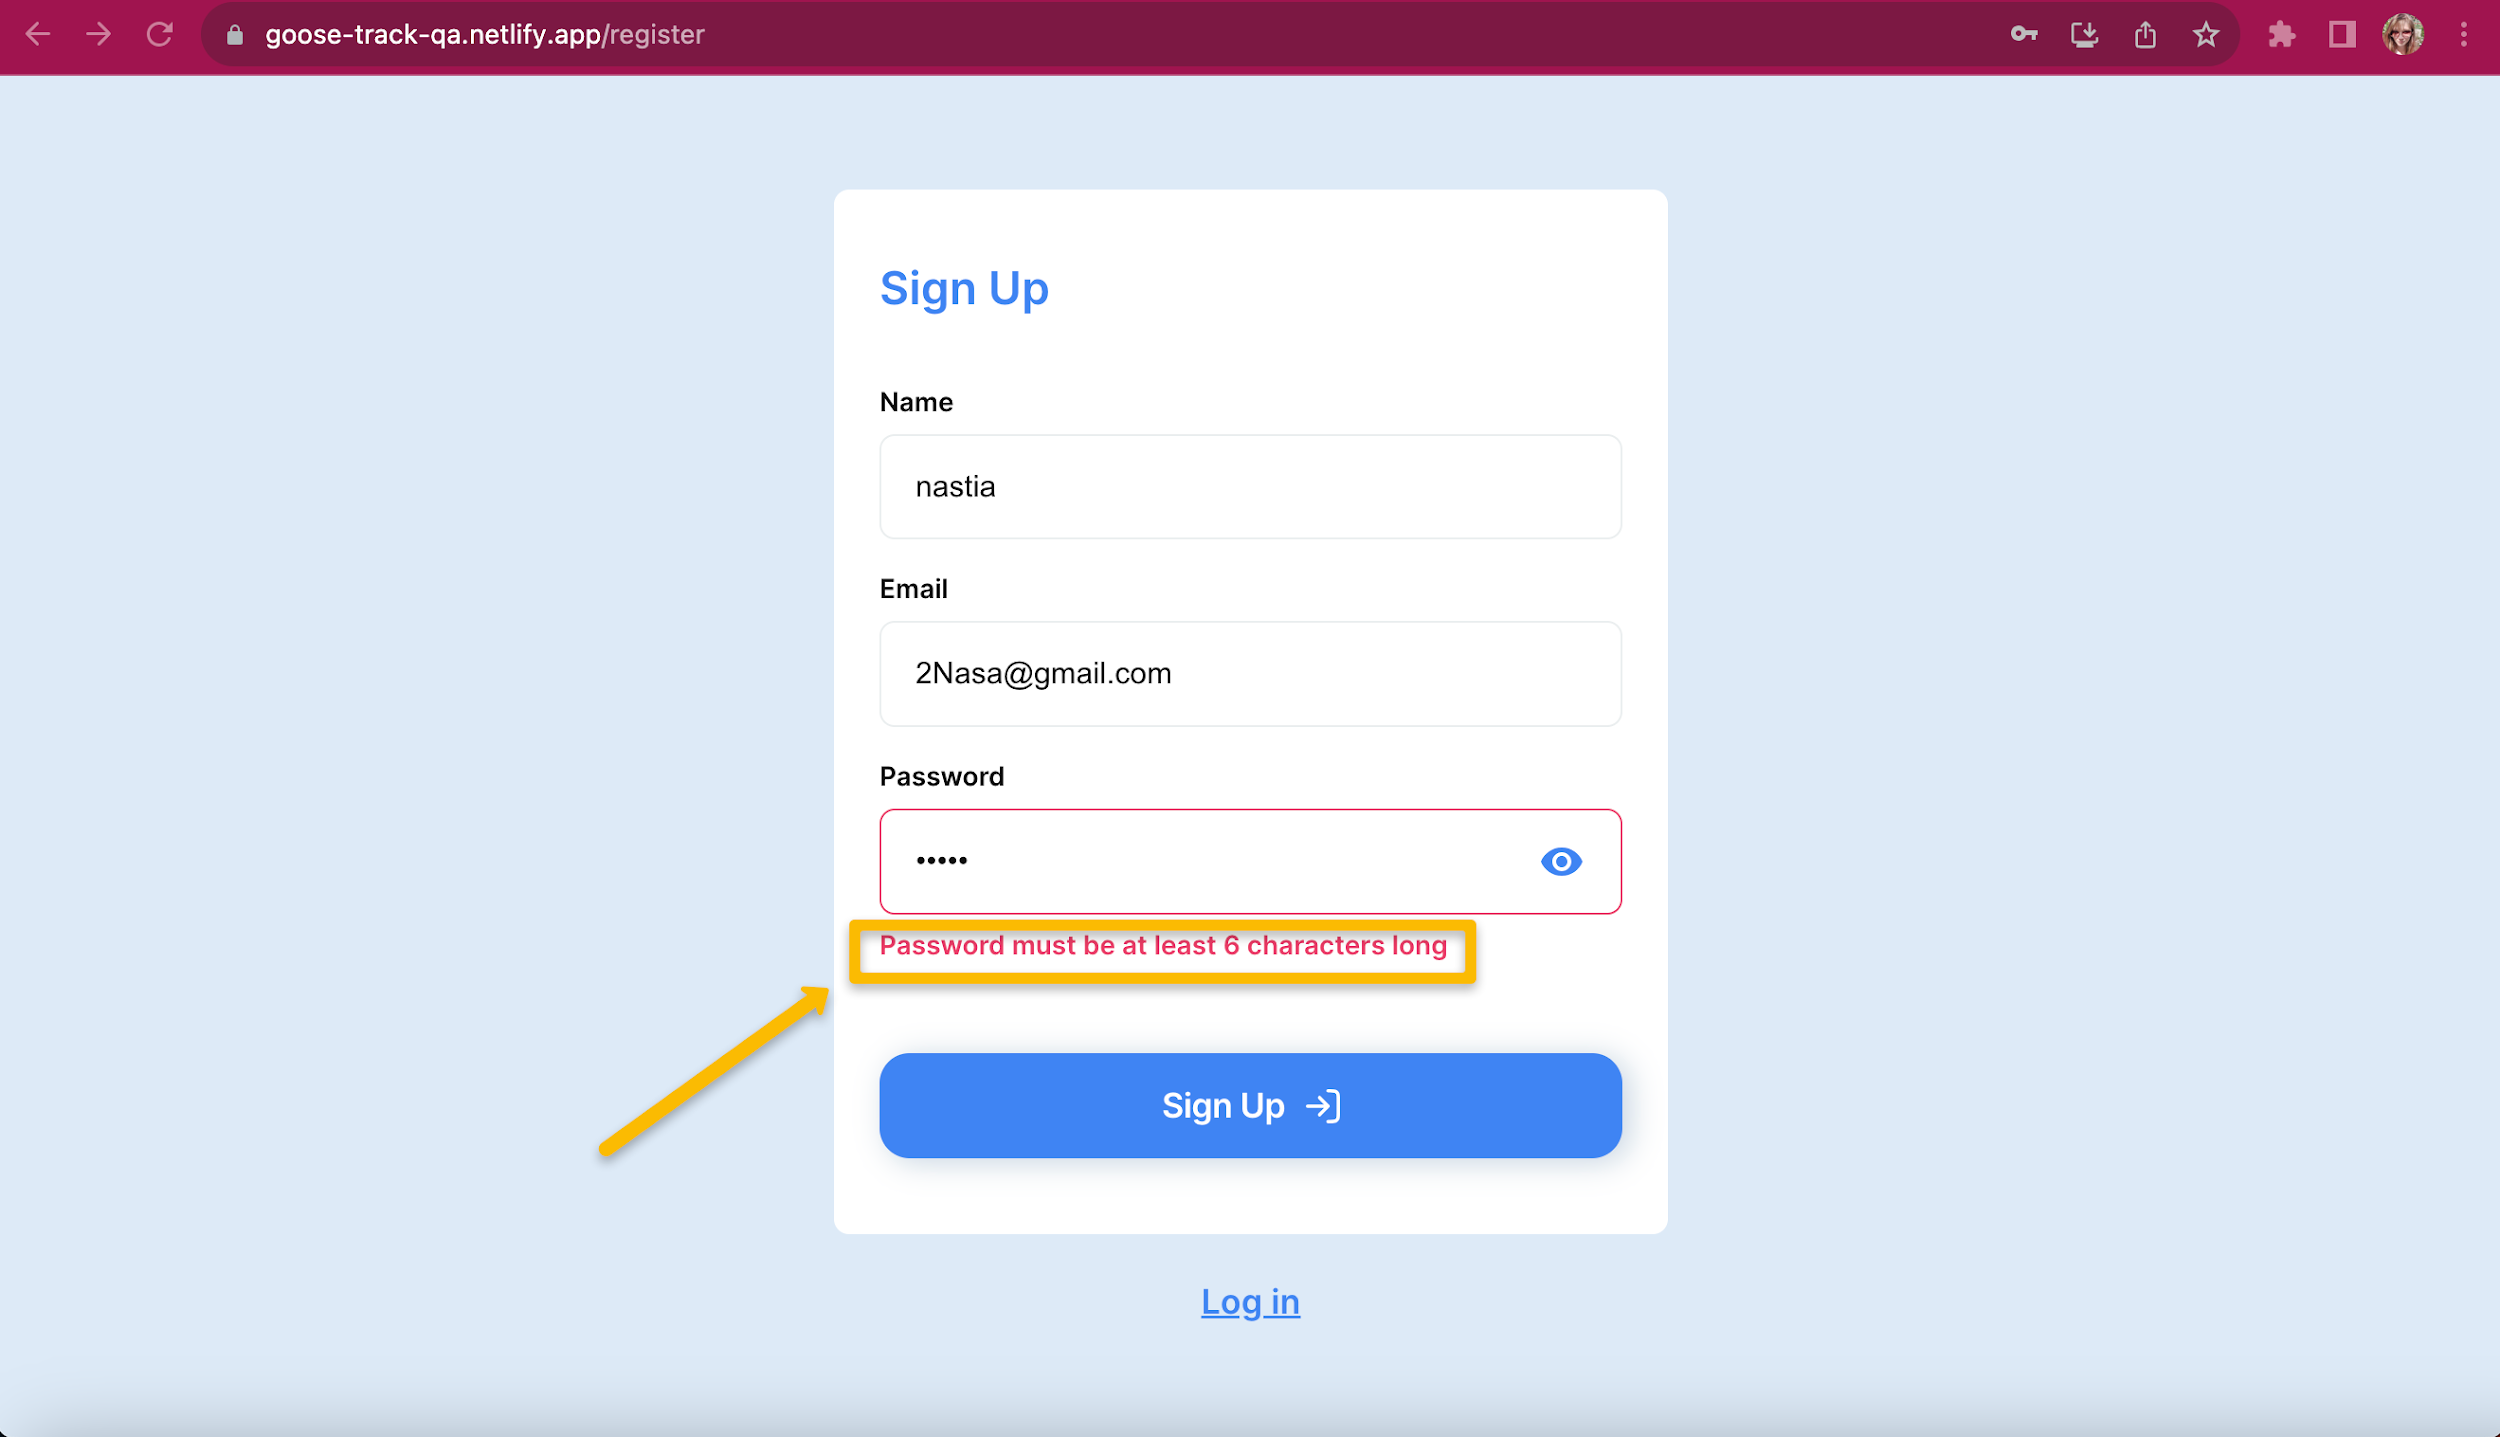 goose-track-qa.netlify.app/register
Sign Up
Name
nastia
Email
2Nasa@gmail.com
Password
•••••
Password must be at least 6 characters long
Sign Up
Log in